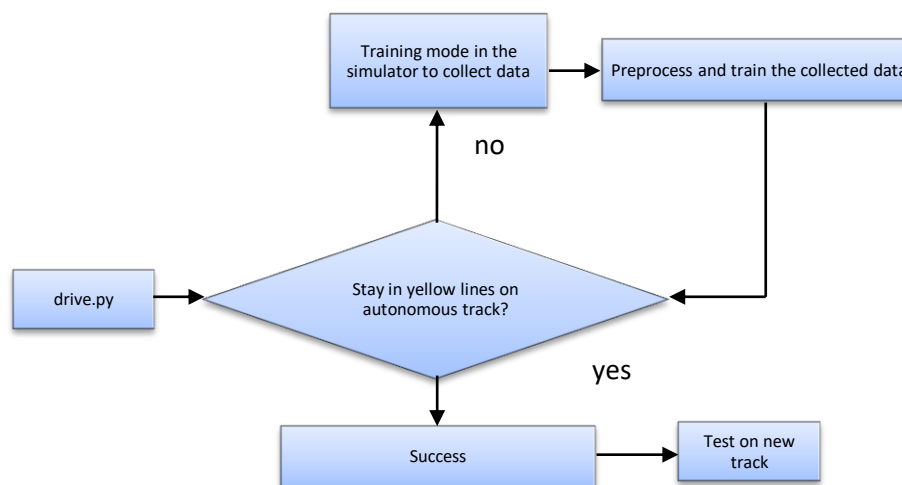 Training mode in the
simulator to collect data
Preprocess and train the collected data
no
drive.py
Stay in yellow lines on
autonomous track?
yes
Success
Test on new
track